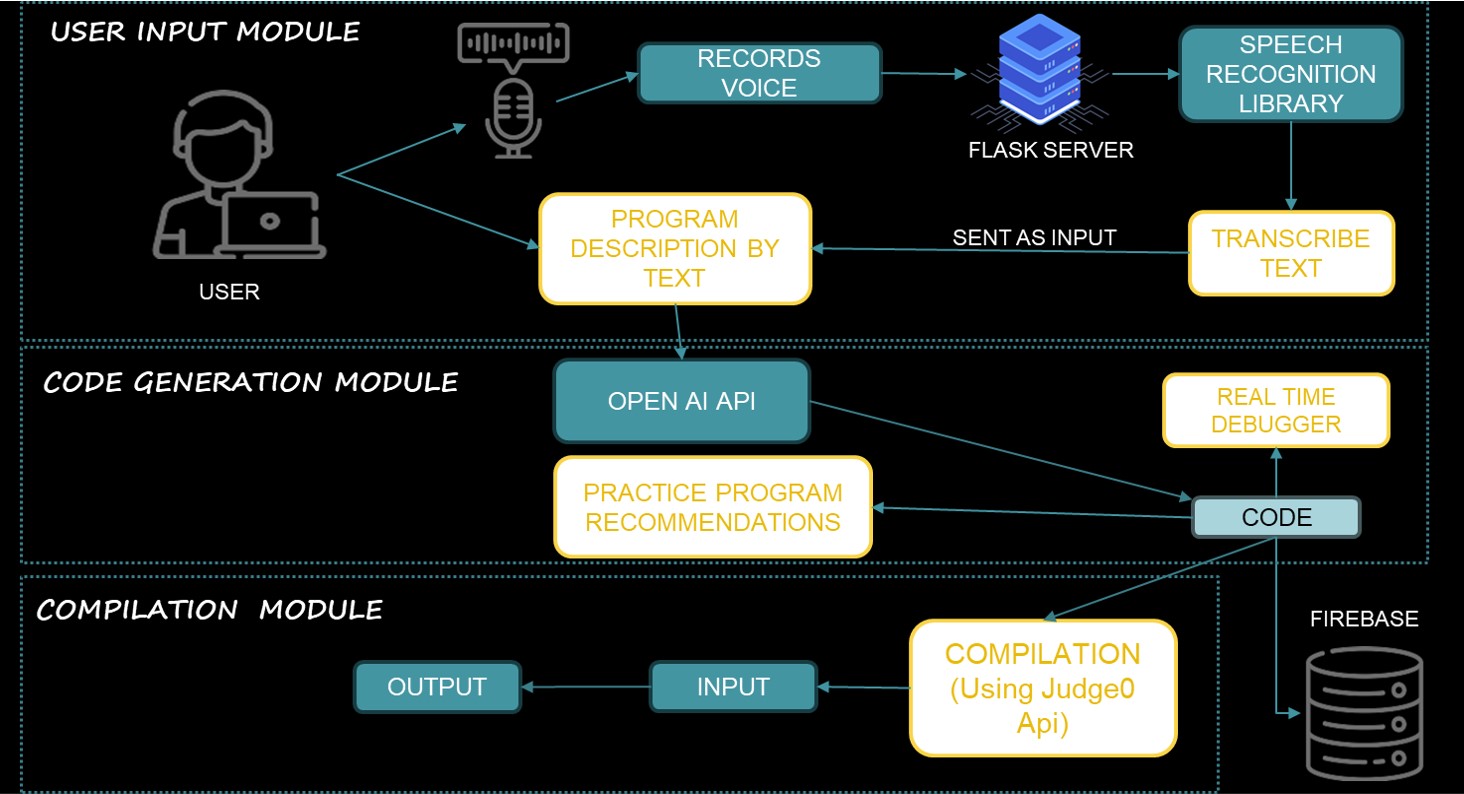 USER INPUT MODULE
RECORDS
VOICE
SPEECH
RECOGNITION
LIBRARY
FLASK SERVER
USER
PROGRAM
DESCRIPTION BY
TEXT
SENT AS INPUT
TRANSCRIBE
TEXT
CODE GENERATION MODULE
OPEN AI API
REAL TIME
DEBUGGER
PRACTICE PROGRAM
RECOMMENDATIONS
CODE
COMPILATION MODULE
FIREBASE
COMPILATION
(Using Judge0
Api)
INPUT
OUTPUT